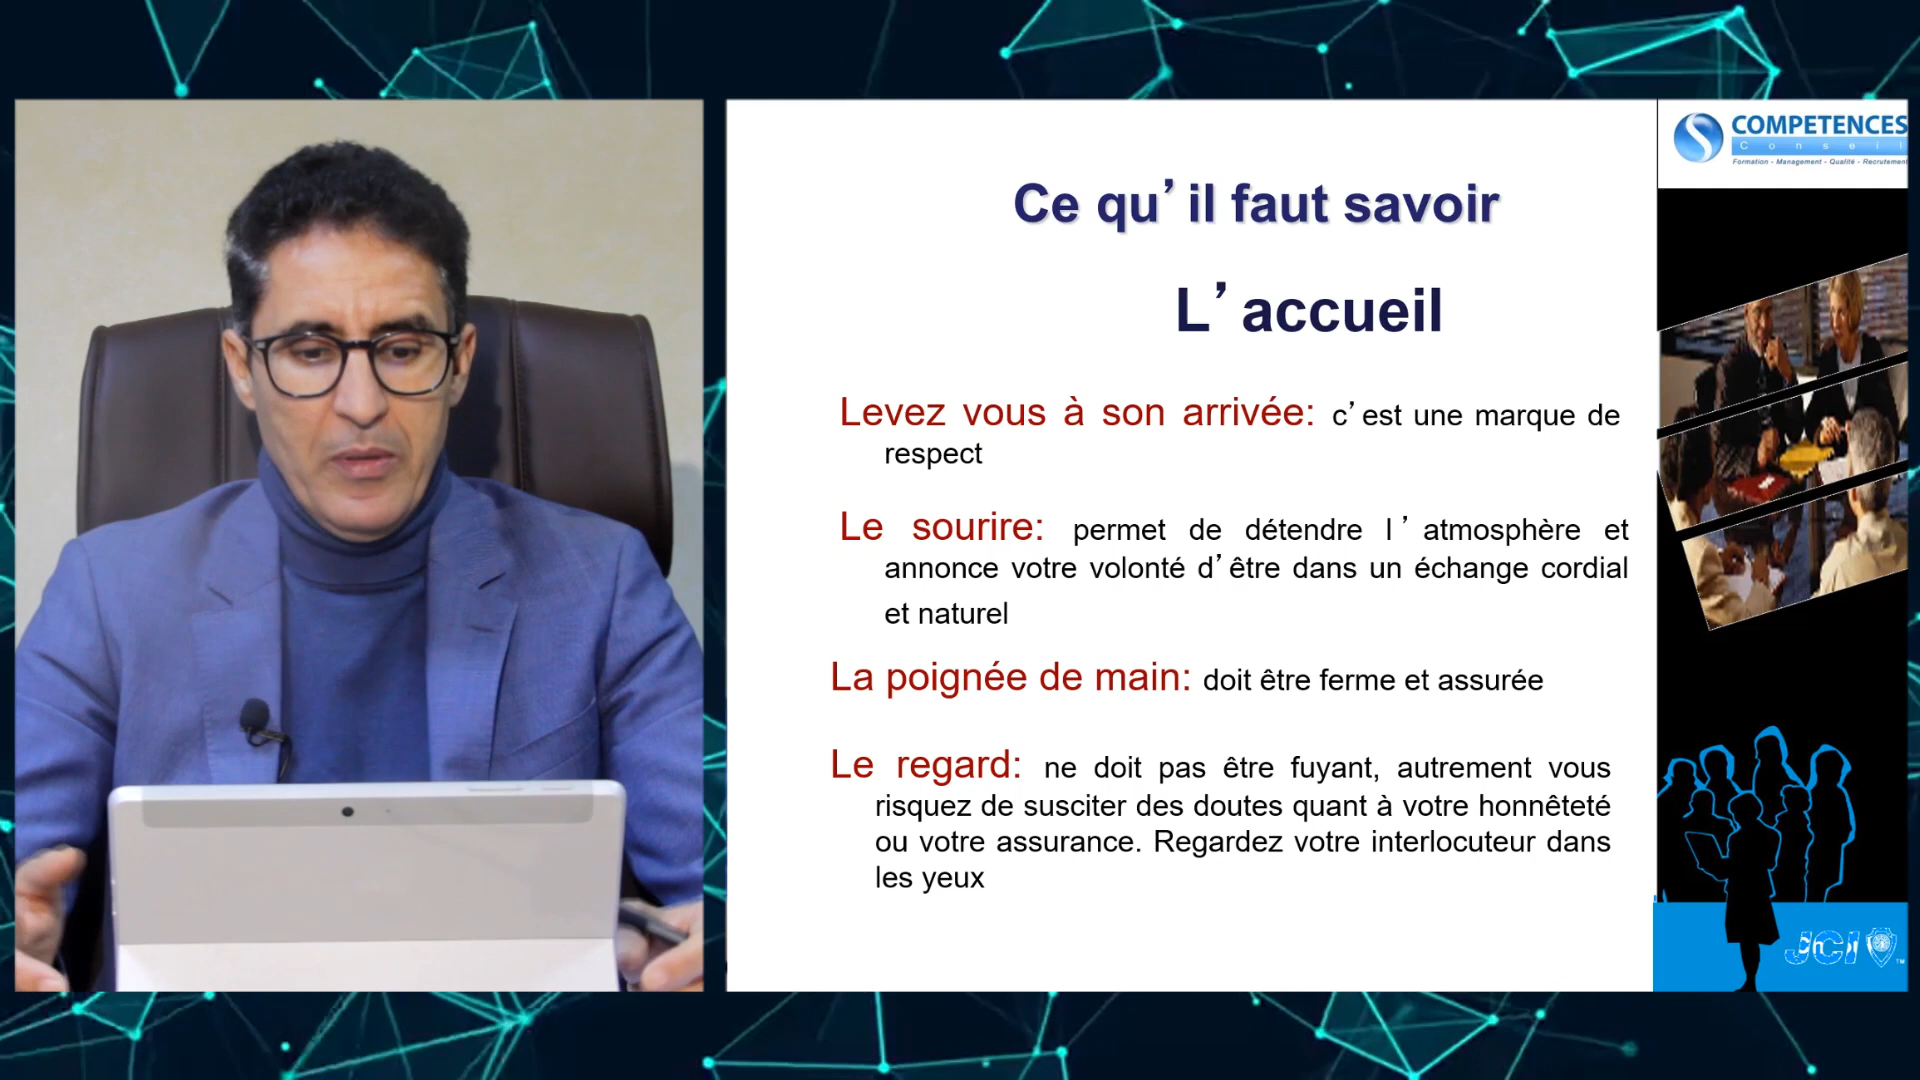 COMPETENCES
Conseil
Formation - Management - Qualité - Recrutement
Ce qu’il faut savoir
L’accueil
Levez vous à son arrivée: c’est une marque de
respect
Le sourire: permet de détendre l’atmosphère et
annonce votre volonté d’être dans un échange cordial
et naturel
La poignée de main: doit être ferme et assurée
Le regard: ne doit pas être fuyant, autrement vous
risquez de susciter des doutes quant à votre honnêteté
ou votre assurance. Regardez votre interlocuteur dans
les yeux
JCI
TM